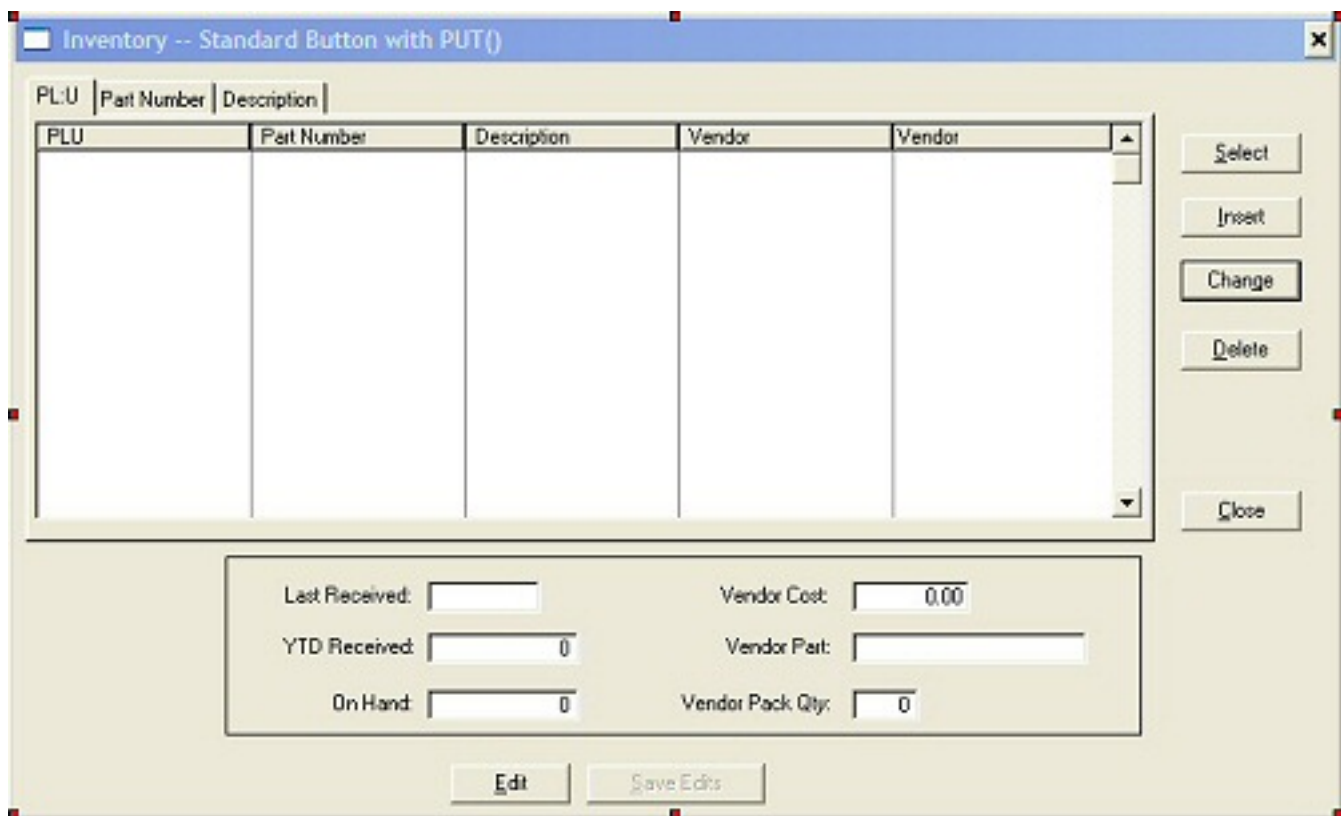 Inventory -- Standard Button with PUT()
PL:U Part Number Description
PLU Part Number Description Vendor Vendor
Select
Insert
Change
Delete
Close
Last Received: Vendor Cost: 0.00
YTD Received: 0 Vendor Part:
On Hand: 0 Vendor Pack Qty: 0
Edit Save Edits